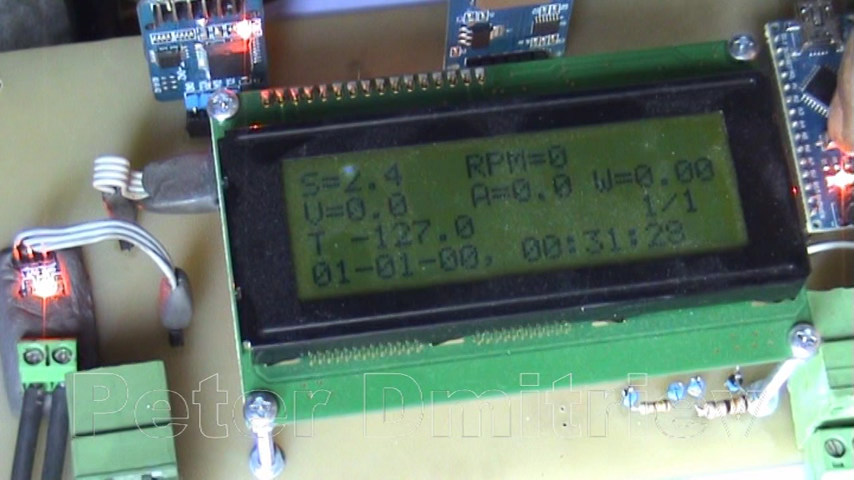 S=2.4 RPM=0
U=0.0 A=0.0 W=0.00
T -127.0 1/1
01-01-00, 00:31:28
Peter Dmitriev